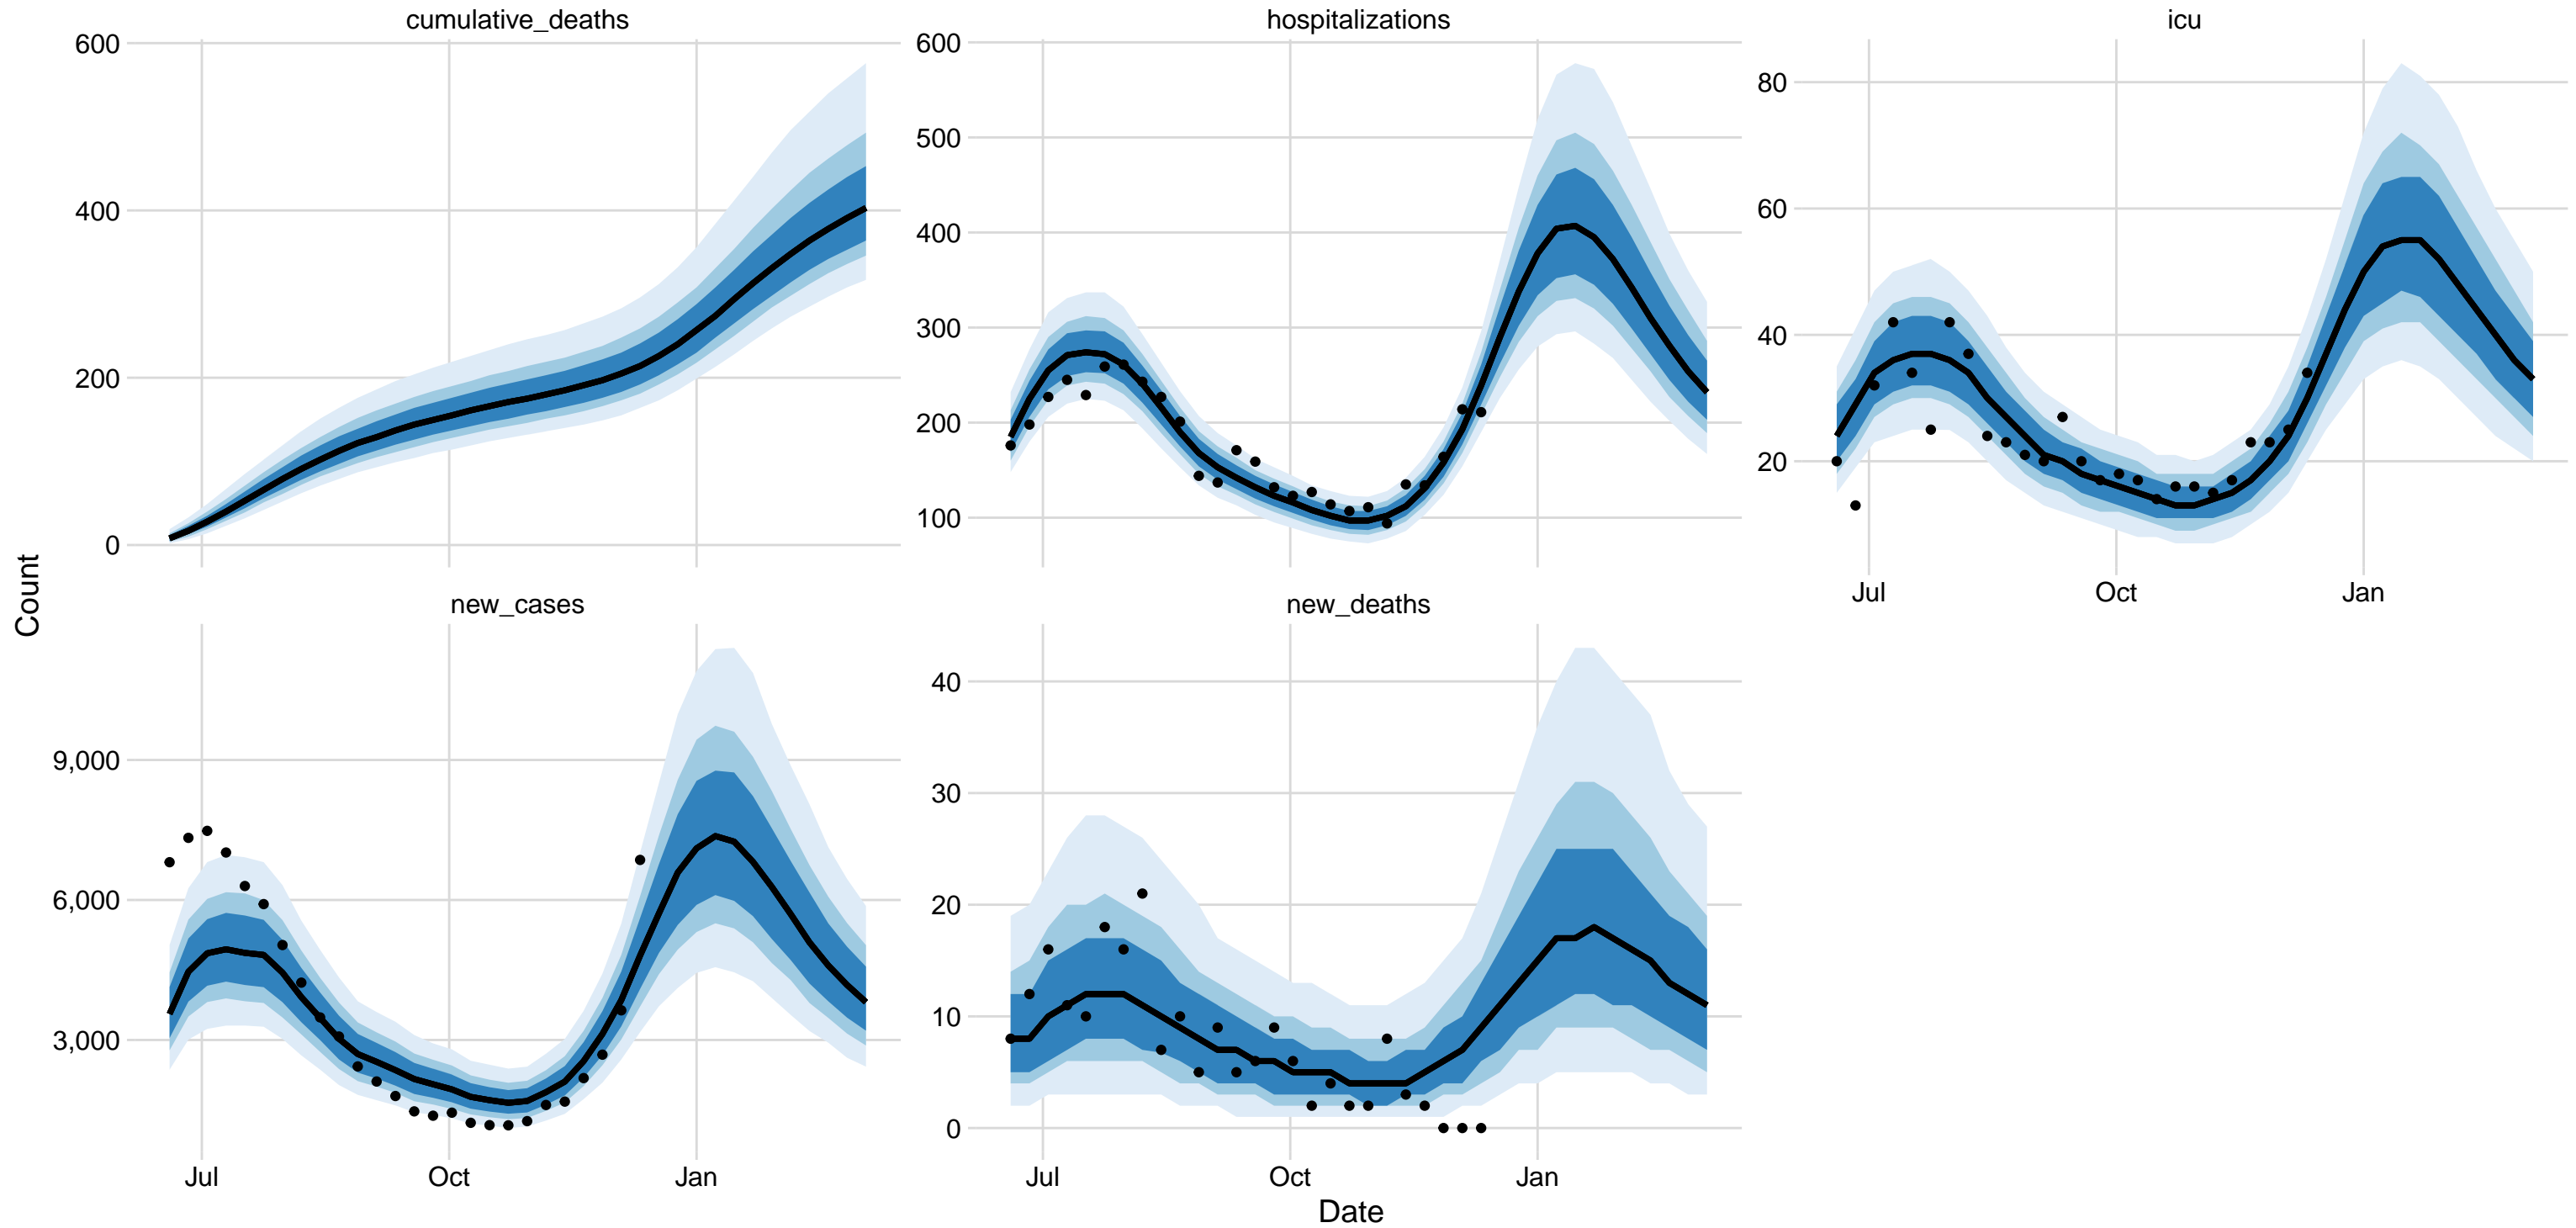 cumulative_deaths
600
400
200
0
hospitalizations
600
500
400
300
200
100
icu
80
60
40
20
Jul Oct Jan
Count
new_cases
9,000
6,000
3,000
Jul Oct Jan
new_deaths
40
30
20
10
0
Jul Oct Jan
Date